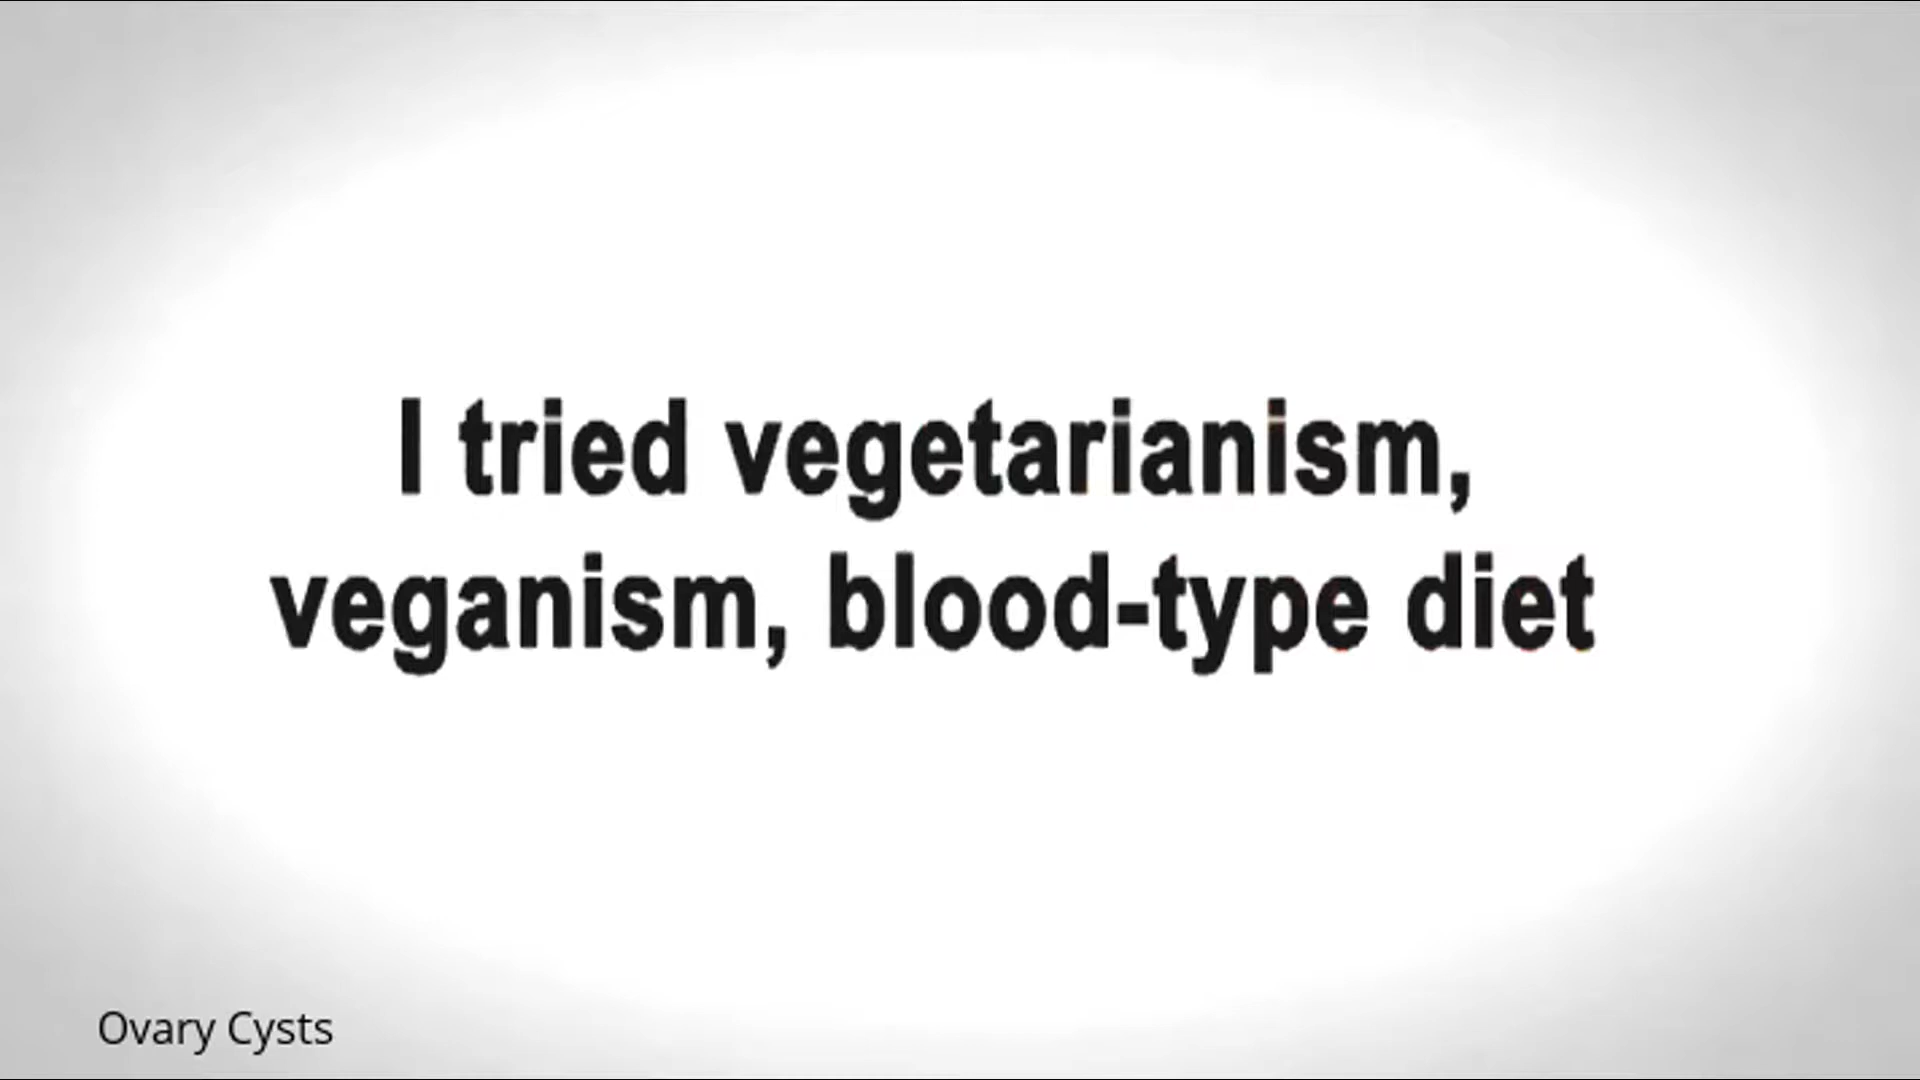 I tried vegetarianism,
veganism, blood-type diet
Ovary Cysts